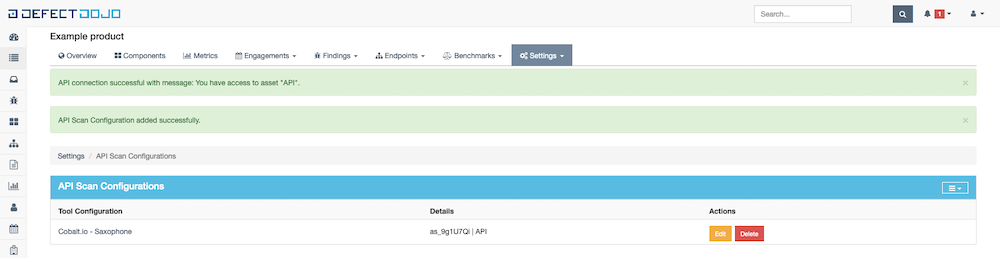 DEFECTDOJO
Search...
1
Example product
Overview
Components
Metrics
Engagements
Findings
Endpoints
Benchmarks
Settings
API connection successful with message: You have access to asset "API".
×
API Scan Configuration added successfully.
×
Settings / API Scan Configurations
API Scan Configurations
Tool Configuration Details Actions
Cobalt.io - Saxophone as_9g1U7QI | API Edit Delete